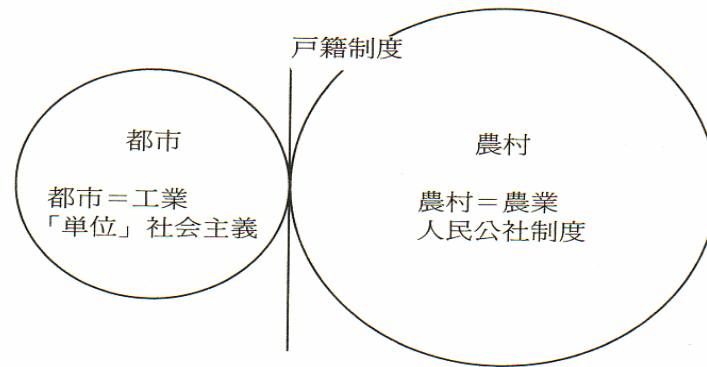 戸籍制度
都市
都市＝工業
「単位」社会主義
農村
農村＝農業
人民公社制度